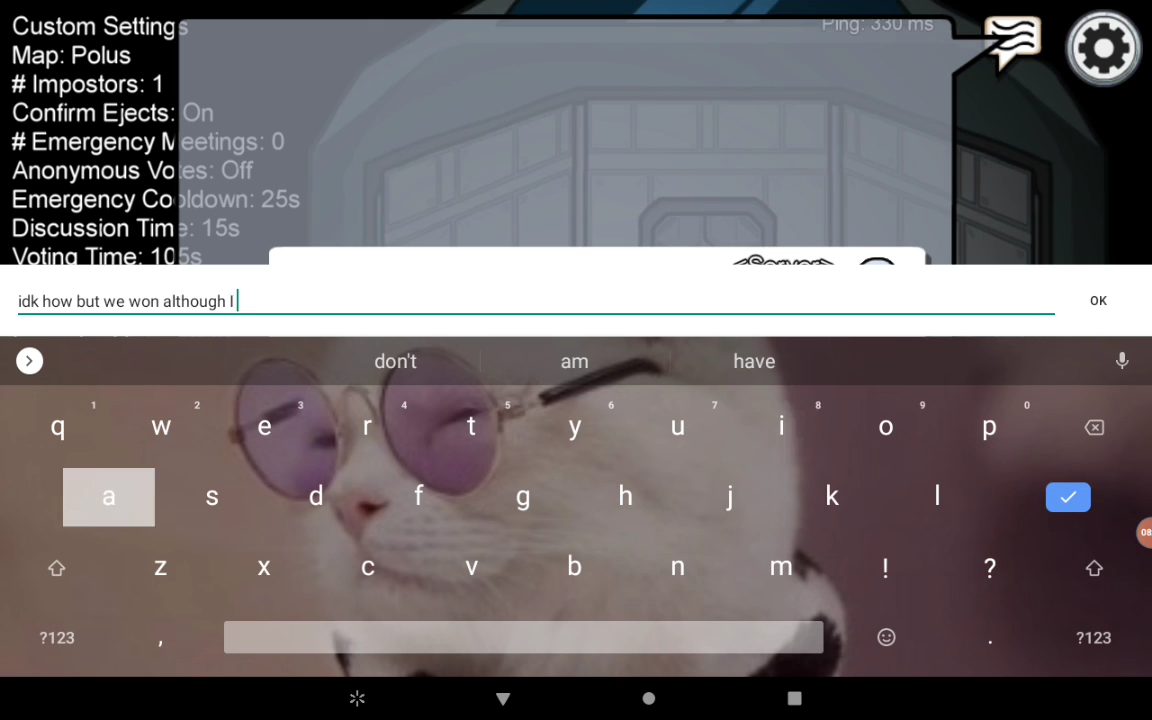 Custom Settings
Ping: 330 ms
Map: Polus
# Impostors: 1
Confirm Ejects: On
# Emergency Meetings: 0
Anonymous Votes: Off
Emergency Cooldown: 25s
Discussion Time: 15s
Voting Time: 105s
idk how but we won although I
OK
don't am have
1 2 3 4 5 6 7 8 9 0
q w e r t y u i o p
a s d f g h j k l
08
z x c v b n m ! ?
?123 , . ?123